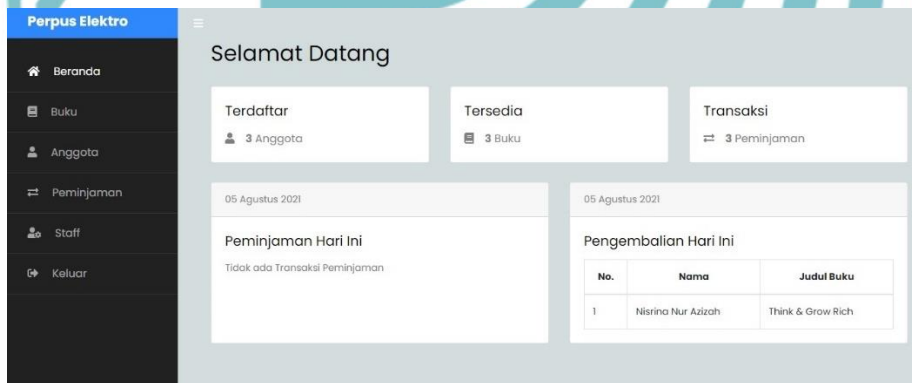 Perpus Elektro
Beranda
Buku
Anggota
Peminjaman
Staff
Keluar
Selamat Datang
Terdaftar
3 Anggota
Tersedia
3 Buku
Transaksi
3 Peminjaman
05 Agustus 2021
Peminjaman Hari Ini
Tidak ada Transaksi Peminjaman
05 Agustus 2021
Pengembalian Hari Ini
No. Nama Judul Buku
1 Nisrina Nur Azizah Think & Grow Rich